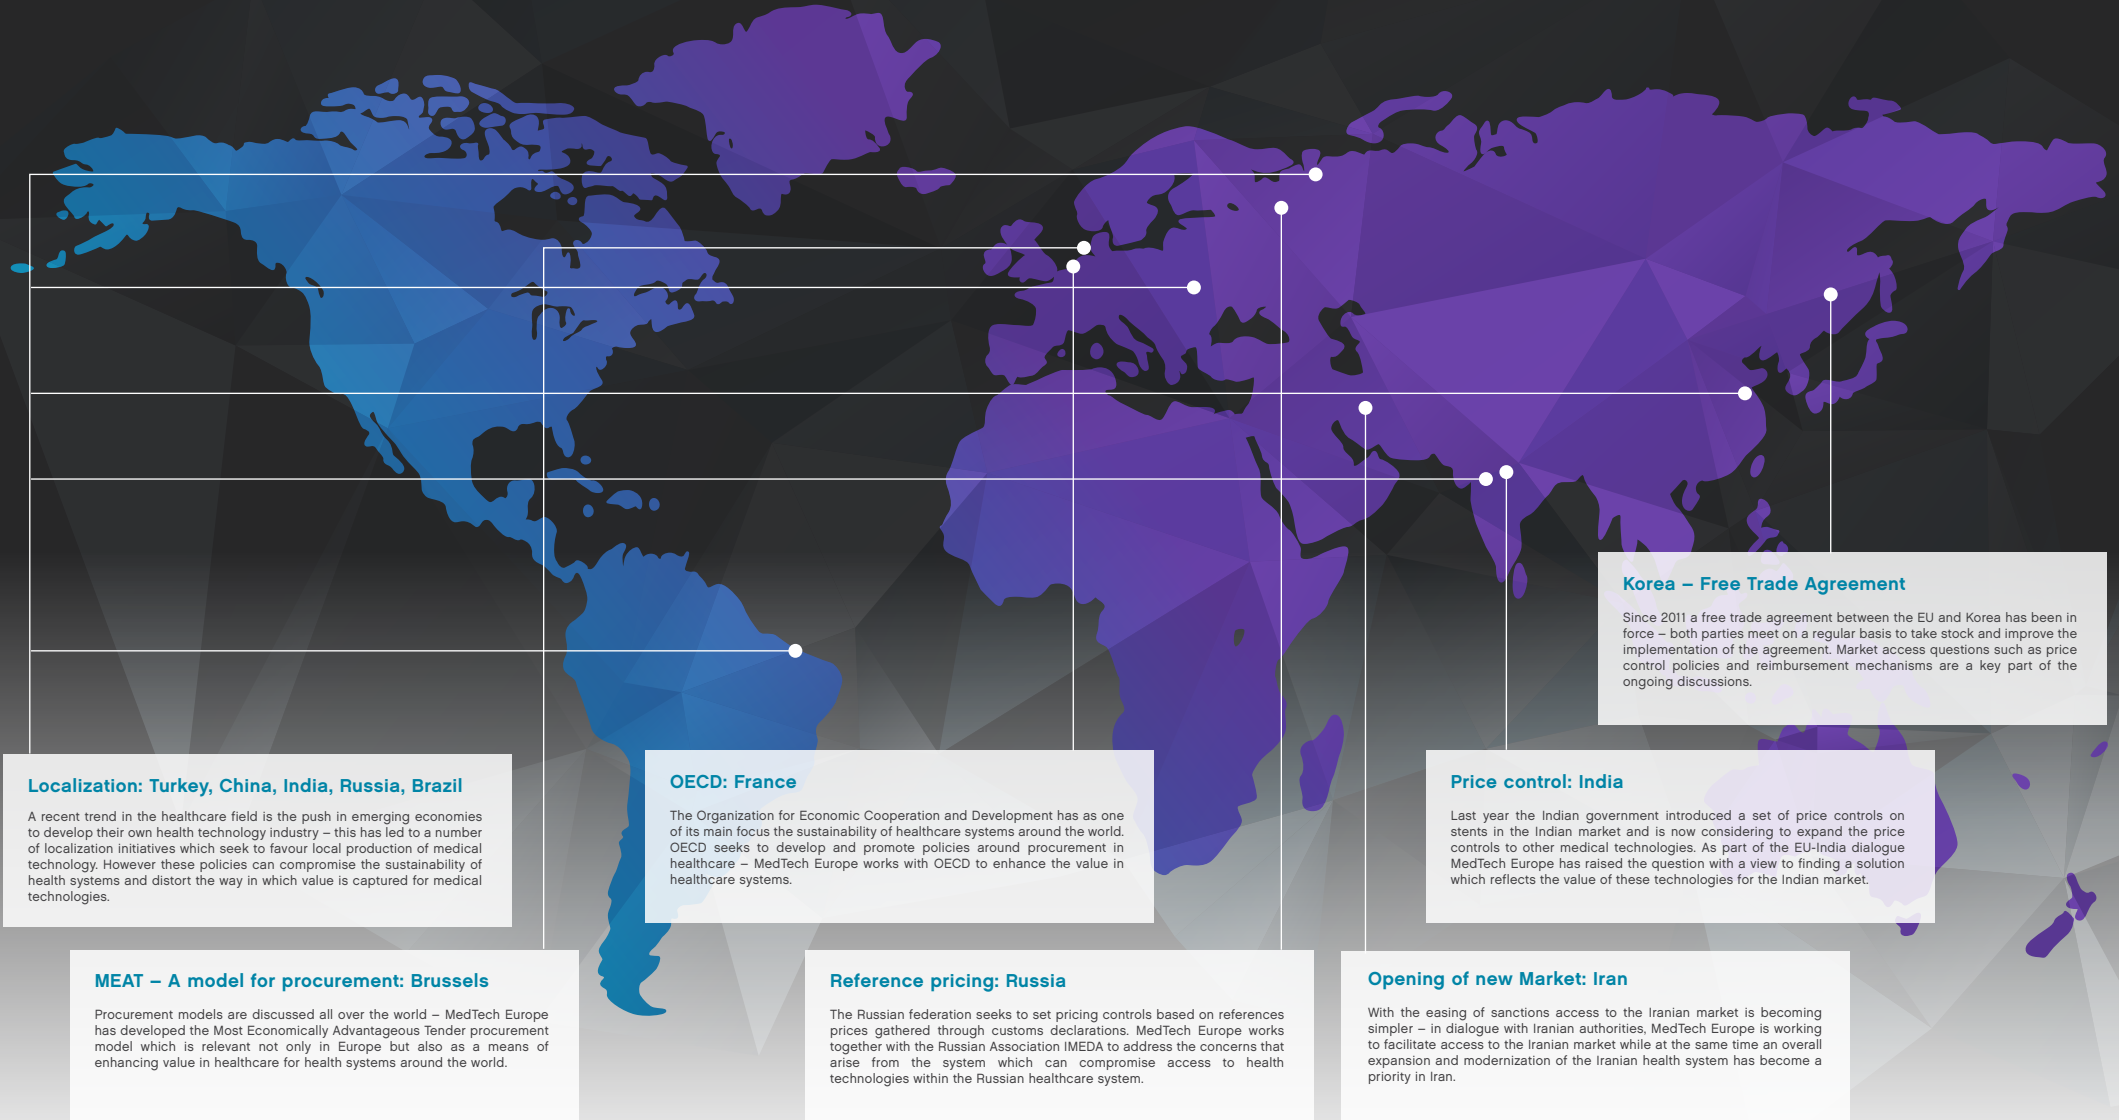 Korea – Free Trade Agreement
Since 2011 a free trade agreement between the EU and Korea has been in
force – both parties meet on a regular basis to take stock and improve the
implementation of the agreement. Market access questions such as price
control policies and reimbursement mechanisms are a key part of the
ongoing discussions.
Localization: Turkey, China, India, Russia, Brazil
A recent trend in the healthcare field is the push in emerging economies
to develop their own health technology industry – this has led to a number
of localization initiatives which seek to favour local production of medical
technology. However these policies can compromise the sustainability of
health systems and distort the way in which value is captured for medical
technologies.
OECD: France
The Organization for Economic Cooperation and Development has as one
of its main focus the sustainability of healthcare systems around the world.
OECD seeks to develop and promote policies around procurement in
healthcare – MedTech Europe works with OECD to enhance the value in
healthcare systems.
Price control: India
Last year the Indian government introduced a set of price controls on
stents in the Indian market and is now considering to expand the price
controls to other medical technologies. As part of the EU-India dialogue
MedTech Europe has raised the question with a view to finding a solution
which reflects the value of these technologies for the Indian market.
MEAT – A model for procurement: Brussels
Procurement models are discussed all over the world – MedTech Europe
has developed the Most Economically Advantageous Tender procurement
model which is relevant not only in Europe but also as a means of
enhancing value in healthcare for health systems around the world.
Reference pricing: Russia
The Russian federation seeks to set pricing controls based on references
prices gathered through customs declarations. MedTech Europe works
together with the Russian Association IMEDA to address the concerns that
arise from the system which can compromise access to health
technologies within the Russian healthcare system.
Opening of new Market: Iran
With the easing of sanctions access to the Iranian market is becoming
simpler – in dialogue with Iranian authorities, MedTech Europe is working
to facilitate access to the Iranian market while at the same time an overall
expansion and modernization of the Iranian health system has become a
priority in Iran.